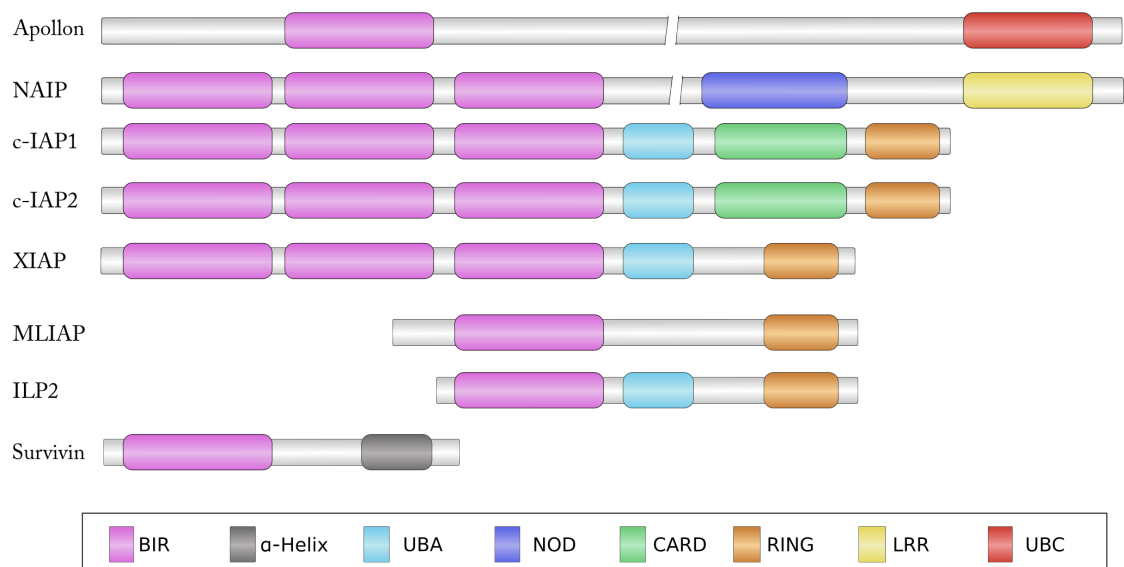 Apollon
NAIP
c-IAP1
c-IAP2
XIAP
MLIAP
ILP2
Survivin
BIR α-Helix UBA NOD CARD RING LRR UBC